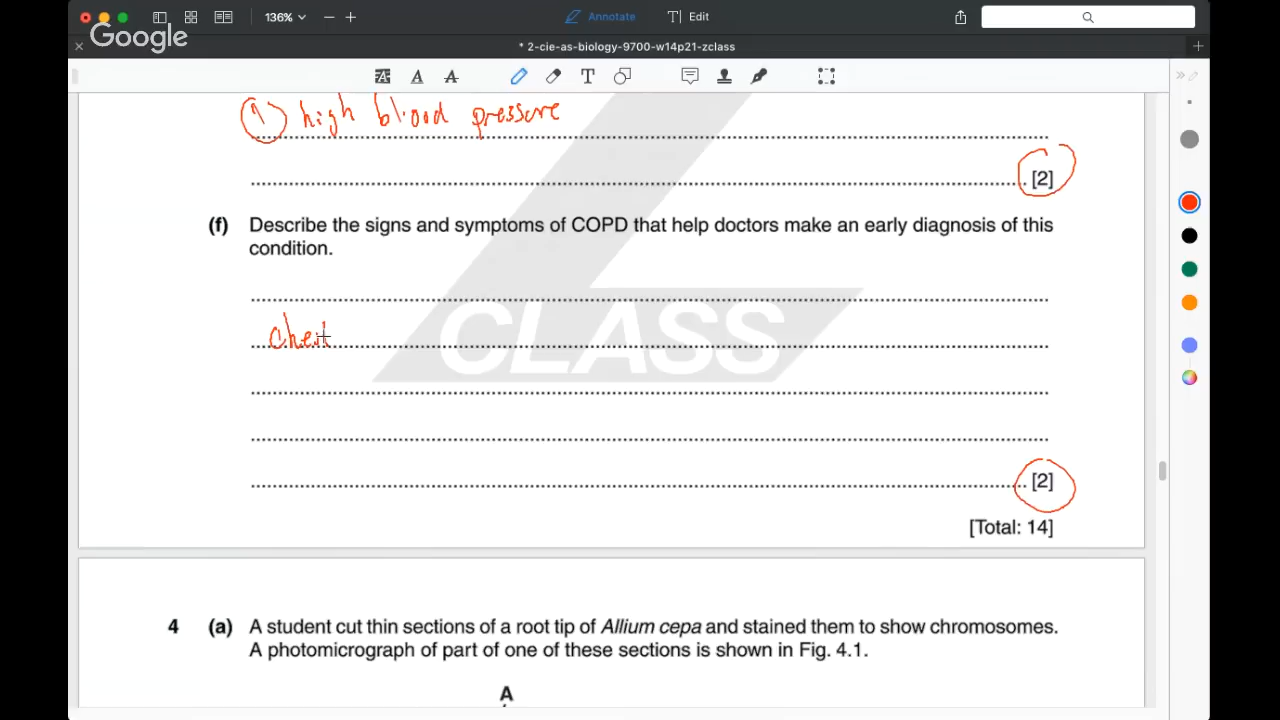 136%
Annotate
T| Edit
Google
* 2-cie-as-biology-9700-w14p21-zclass
① high blood pressure
[2]
(f) Describe the signs and symptoms of COPD that help doctors make an early diagnosis of this
condition.
CLASS
chest
[2]
[Total: 14]
4 (a) A student cut thin sections of a root tip of Allium cepa and stained them to show chromosomes.
A photomicrograph of part of one of these sections is shown in Fig. 4.1.
A